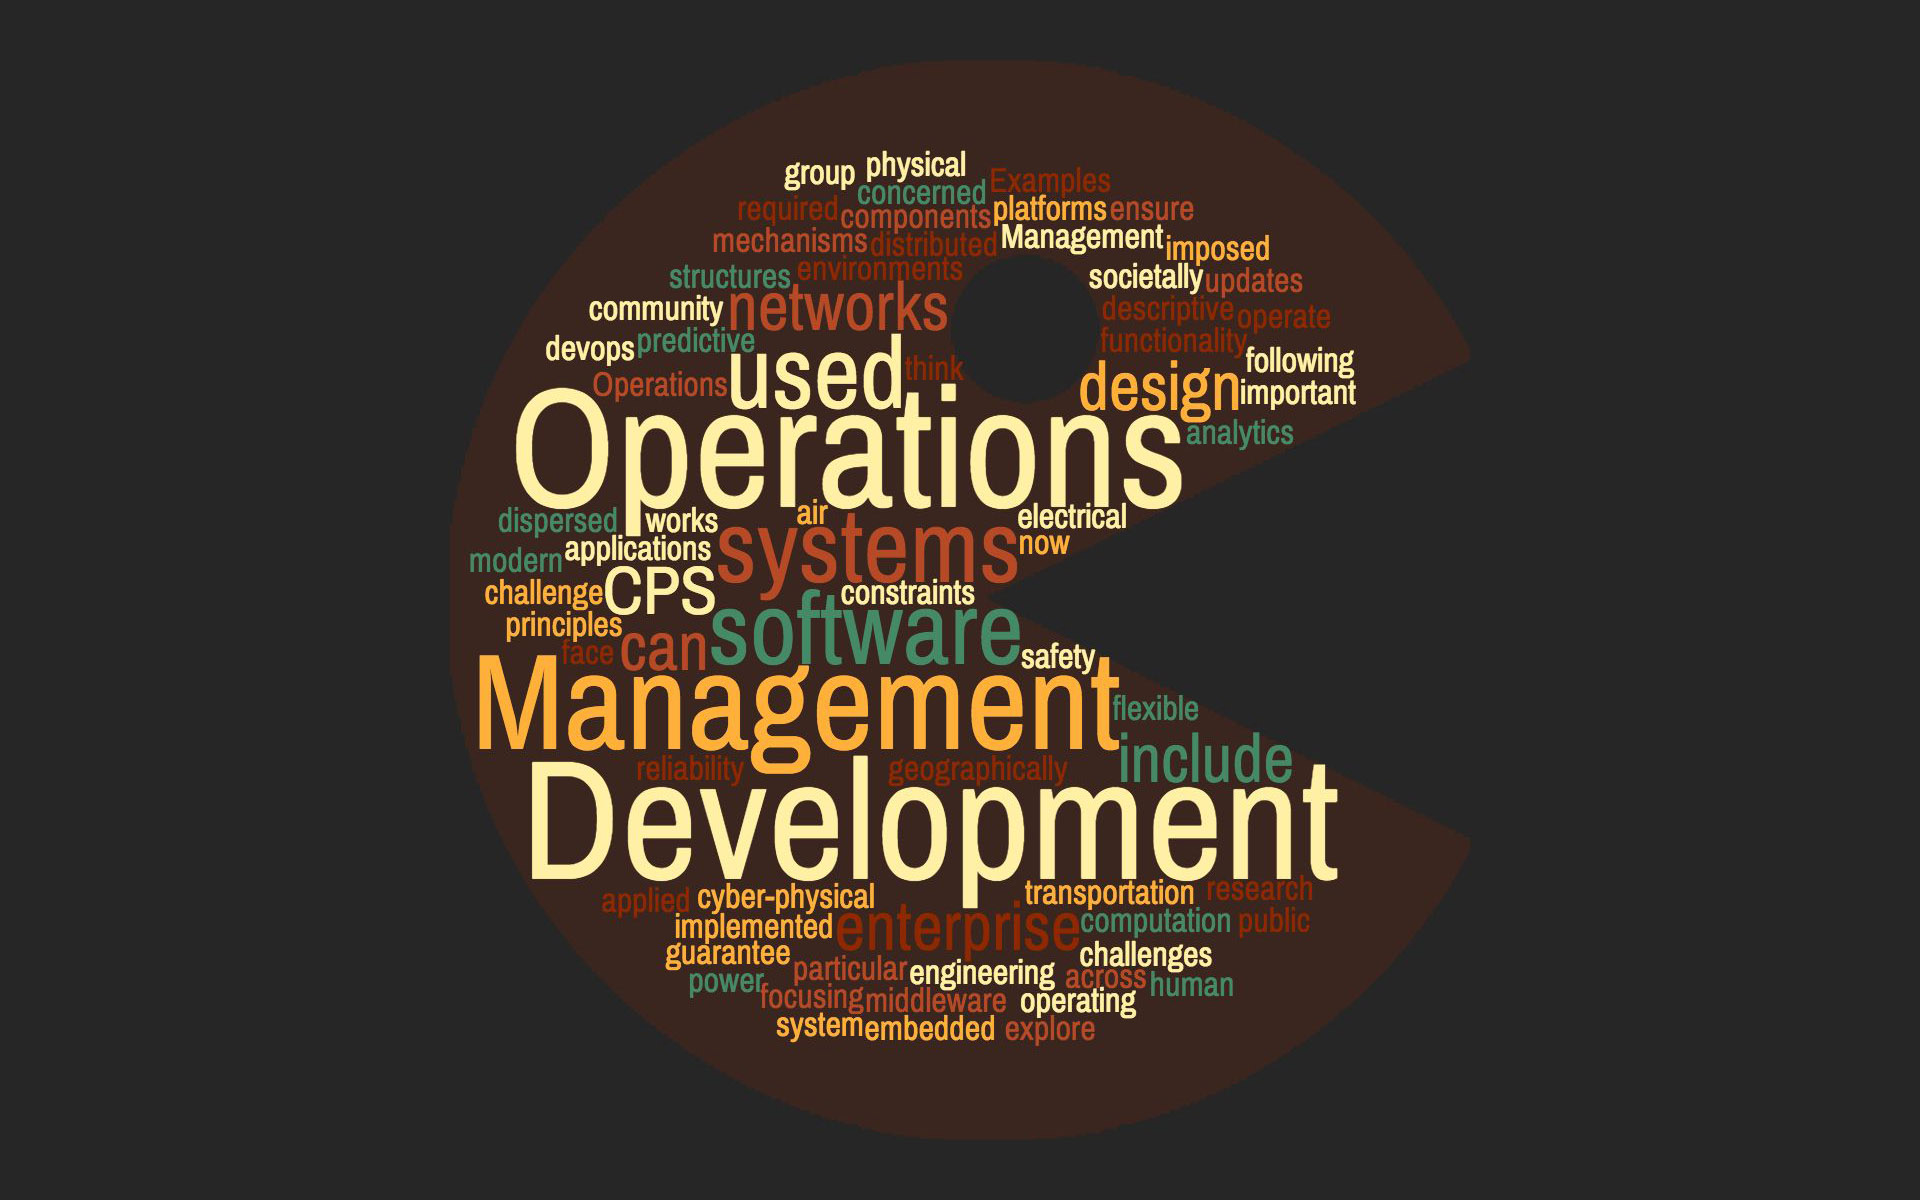 group physical
concerned Examples
required components platforms ensure
mechanisms distributed Management imposed
structures environments societally updates
community networks descriptive operate
devops predictive functionality following
Operations used think design important
Operations analytics
dispersed works air electrical
modern applications systems now
challenge CPS constraints
principles software
face can safety
Management flexible
reliability geographically include
Development
applied cyber-physical transportation research
implemented enterprise computation public
guarantee challenges
power particular engineering across human
focusing middleware operating
system embedded explore